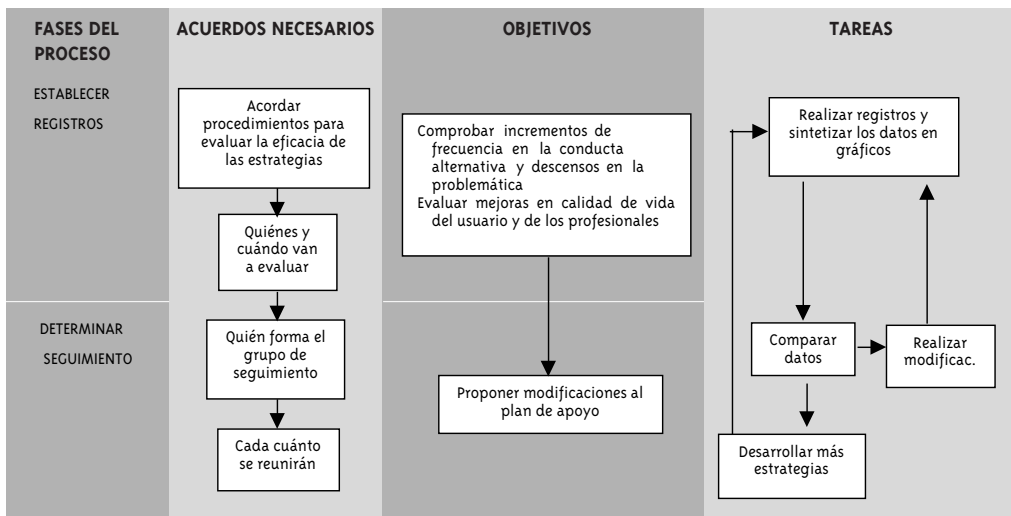 FASES DEL
PROCESO
ACUERDOS NECESARIOS
OBJETIVOS
TAREAS
ESTABLECER
REGISTROS
Acordar
procedimientos para
evaluar la eficacia de
las estrategias
Quiénes y
cuándo van
a evaluar
Comprobar incrementos de
frecuencia en la conducta
alternativa y descensos en la
problemática
Evaluar mejoras en calidad de vida
del usuario y de los profesionales
Realizar registros y
sintetizar los datos en
gráficos
DETERMINAR
SEGUIMIENTO
Quién forma el
grupo de
seguimiento
Cada cuánto
se reunirán
Proponer modificaciones al
plan de apoyo
Comparar
datos
Realizar
modificac.
Desarrollar más
estrategias